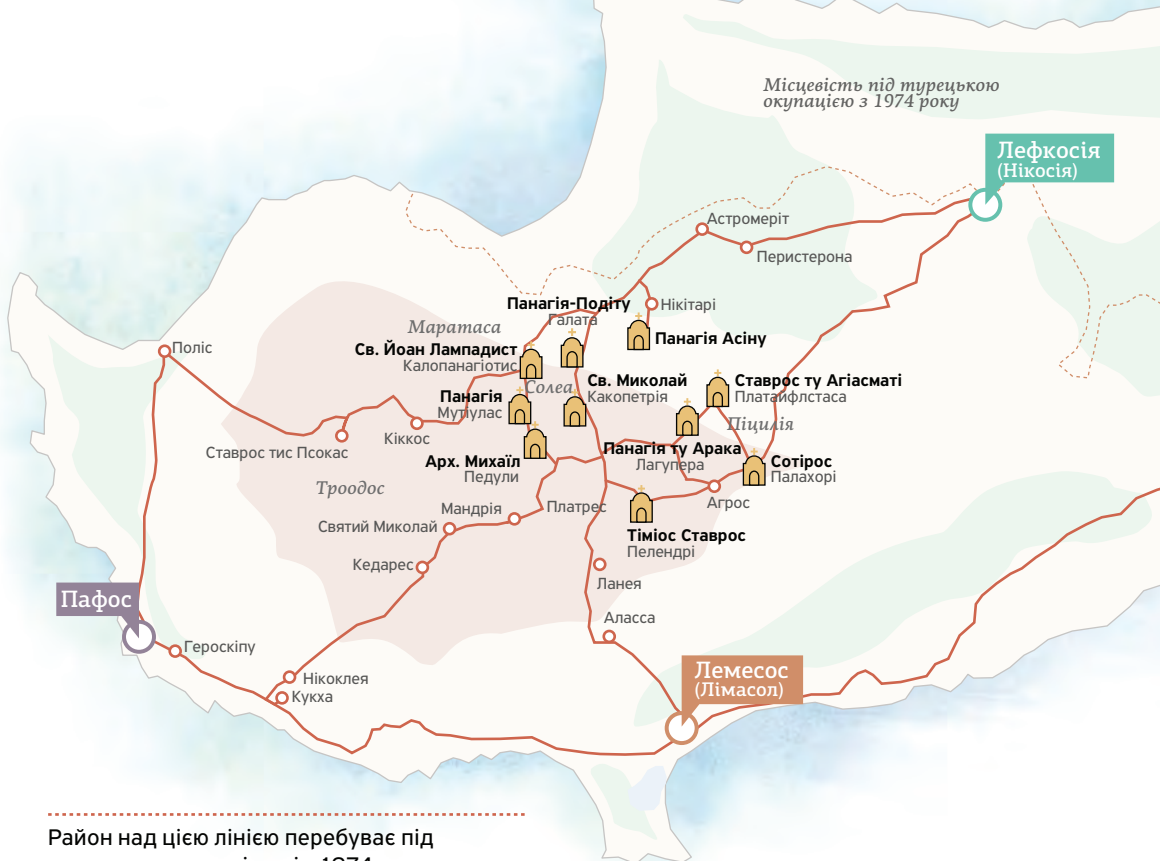 Місцевість під турецькою
окупацією з 1974 року
Лефкосія
(Нікосія)
Астромеріт
Перистерона
Панагія-Подіту
Галата
Нікітарі
Панагія Асіну
Маратаса
Поліс
Св. Йоан Лампадист
Калопанагіотис
Солеа
Св. Миколай
Какопетрія
Ставрос ту Агіасматі
Платаіфлстаса
Панагія
Мутулас
Піцилія
Кіккос
Ставрос тис Псокас
Арх. Михаїл
Педули
Панагія ту Арака
Лагупера
Сотірос
Палахорі
Троодос
Мандрія
Платрес
Агрос
Святий Миколай
Тіміос Ставрос
Пелендрі
Кедарес
Ланея
Пафос
Аласса
Героскіпу
Лемесос
(Лімасол)
Нікоклея
Кукха
Район над цією лінією перебуває під